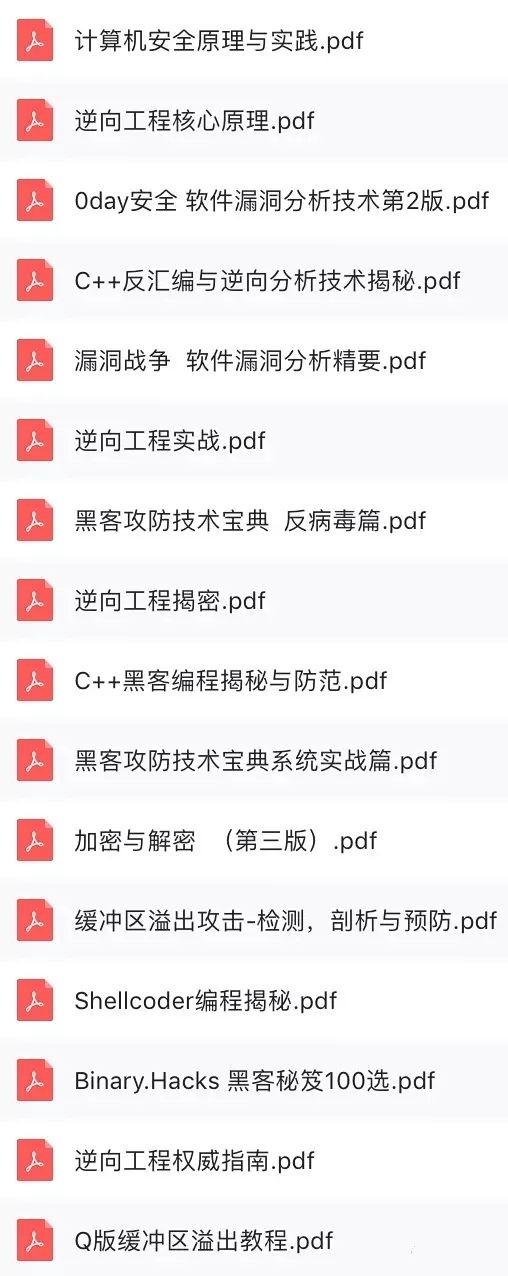 计算机安全原理与实践.pdf
逆向工程核心原理.pdf
0day安全 软件漏洞分析技术第2版.pdf
C++反汇编与逆向分析技术揭秘.pdf
漏洞战争  软件漏洞分析精要.pdf
逆向工程实战.pdf
黑客攻防技术宝典  反病毒篇.pdf
逆向工程揭密.pdf
C++黑客编程揭秘与防范.pdf
黑客攻防技术宝典系统实战篇.pdf
加密与解密  （第三版）.pdf
缓冲区溢出攻击-检测，剖析与预防.pdf
Shellcoder编程揭秘.pdf
Binary.Hacks 黑客秘笈100选.pdf
逆向工程权威指南.pdf
Q版缓冲区溢出教程.pdf